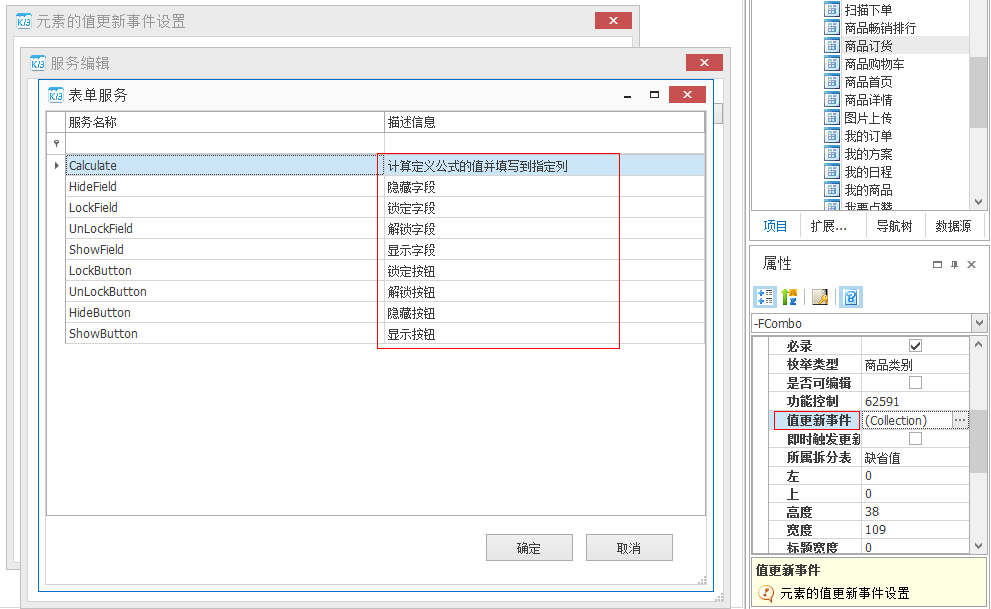 K/3 元素的值更新事件设置
K/3 服务编辑
K/3 表单服务
服务名称 描述信息
Calculate 计算定义公式的值并填写到指定列
HideField 隐藏字段
LockField 锁定字段
UnLockField 解锁字段
ShowField 显示字段
LockButton 锁定按钮
UnLockButton 解锁按钮
HideButton 隐藏按钮
ShowButton 显示按钮
确定 取消
扫描下单
商品畅销排行
商品订货
商品购物车
商品首页
商品详情
图片上传
我的订单
我的方案
我的日程
我的商品
我要点赞
项目 扩展... 导航树 数据源
属性
-FCombo
必录
枚举类型 商品类别
是否可编辑
功能控制 62591
值更新事件 (Collection) ...
即时触发更新
所属拆分表 缺省值
左 0
上 0
高度 38
宽度 109
标题宽度 0
值更新事件
元素的值更新事件设置